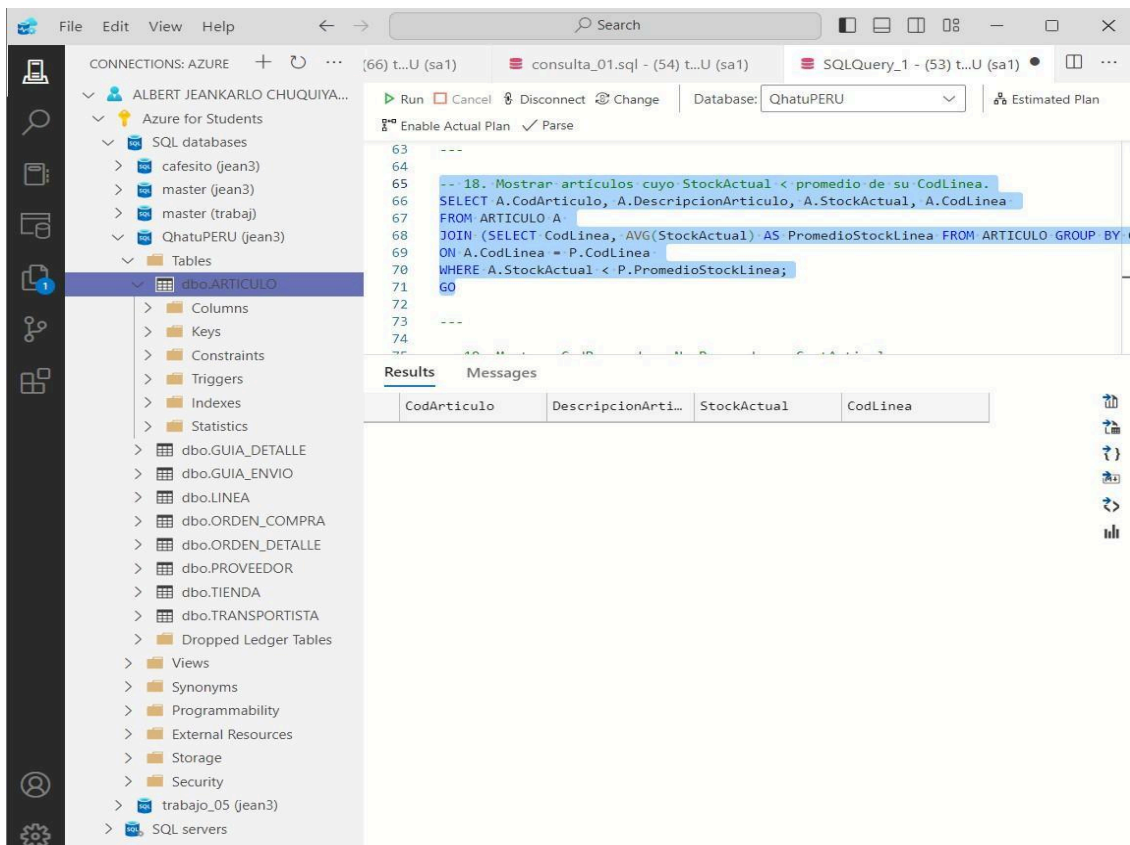 File Edit View Help Search
CONNECTIONS: AZURE
ALBERT JEANKARLO CHUQUIYA...
Azure for Students
SQL databases
cafesito (jean3)
master (jean3)
master (trabaj)
QhatuPERU (jean3)
Tables
dbo.ARTICULO
Columns
Keys
Constraints
Triggers
Indexes
Statistics
dbo.GUIA_DETALLE
dbo.GUIA_ENVIO
dbo.LINEA
dbo.ORDEN_COMPRA
dbo.ORDEN_DETALLE
dbo.PROVEEDOR
dbo.TIENDA
dbo.TRANSPORTISTA
Dropped Ledger Tables
Views
Synonyms
Programmability
External Resources
Storage
Security
trabajo_05 (jean3)
SQL servers
(66) t...U (sa1) consulta_01.sql - (54) t...U (sa1) SQLQuery_1 - (53) t...U (sa1)
Run Cancel Disconnect Change Database: QhatuPERU Estimated Plan
Enable Actual Plan Parse
63 ---
64
65 -- 18. Mostrar artículos cuyo StockActual < promedio de su CodLinea.
66 SELECT A.CodArticulo, A.DescripcionArticulo, A.StockActual, A.CodLinea
67 FROM ARTICULO A
68 JOIN (SELECT CodLinea, AVG(StockActual) AS PromedioStockLinea FROM ARTICULO GROUP BY
69 ON A.CodLinea = P.CodLinea
70 WHERE A.StockActual < P.PromedioStockLinea;
71 GO
72
73 ---
74
Results Messages
CodArticulo DescripcionArti... StockActual CodLinea
1